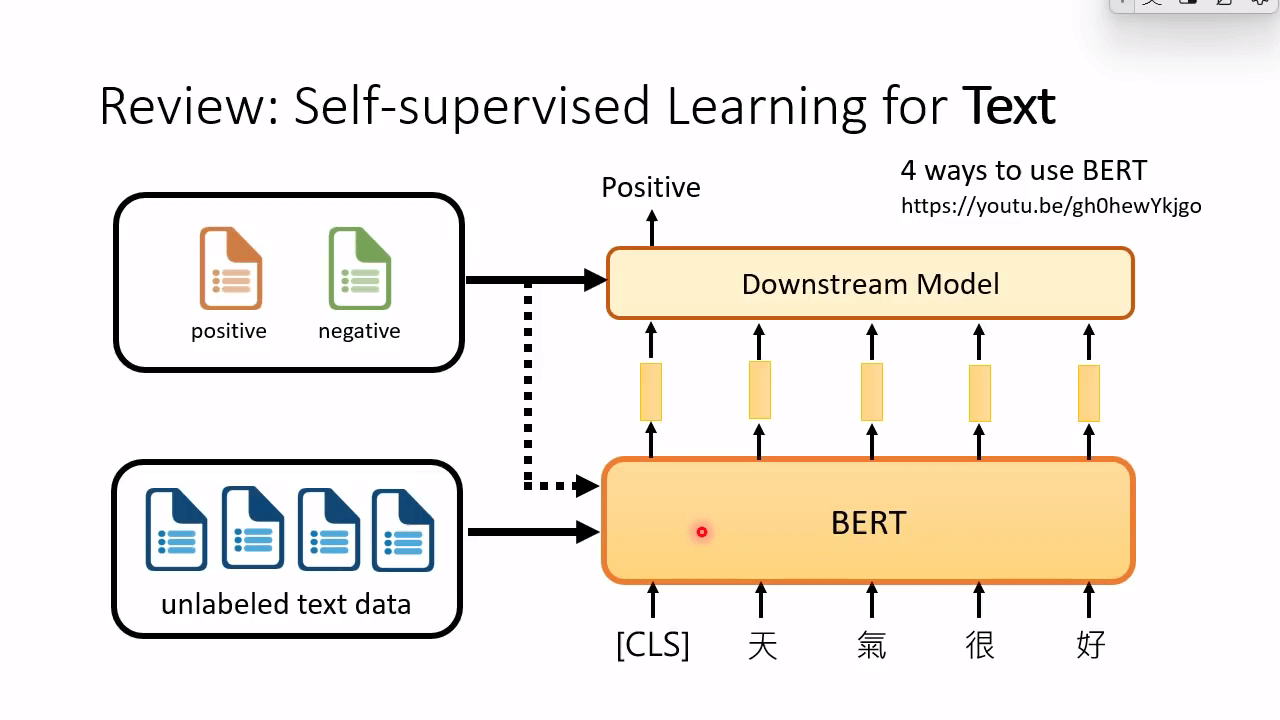 Review: Self-supervised Learning for Text
4 ways to use BERT
https://youtu.be/gh0hewYkjgo
Positive
positive
negative
Downstream Model
BERT
unlabeled text data
[CLS] 天 氣 很 好